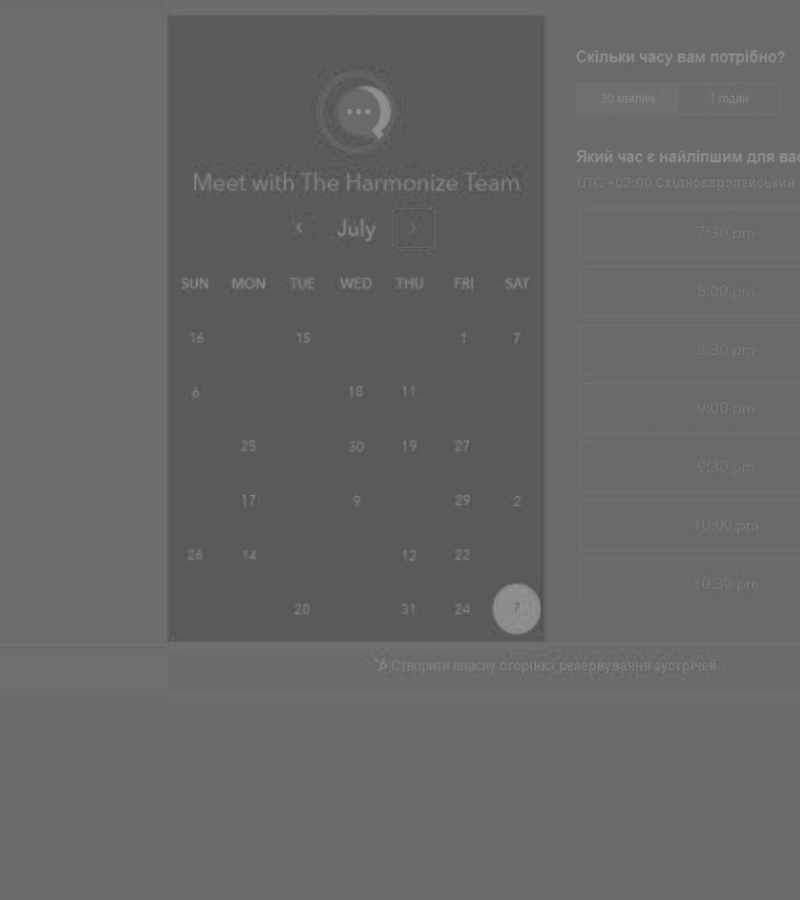 Meet with The Harmonize Team
July
SUN MON TUE WED THU FRI SAT
16 15 1 7
6 18 11
25 30 19 27
17 9 29 2
26 14 12 22
28 31 24 7
Скільки часу вам потрібно?
30 хвилин 1 годин
Який час є найліпшим для вас
UTC +03:00 Східноєвропейський
7:30 pm
8:00 pm
8:30 pm
9:00 pm
9:30 pm
10:00 pm
10:30 pm
Створити власну сторінка резервування зустрічей